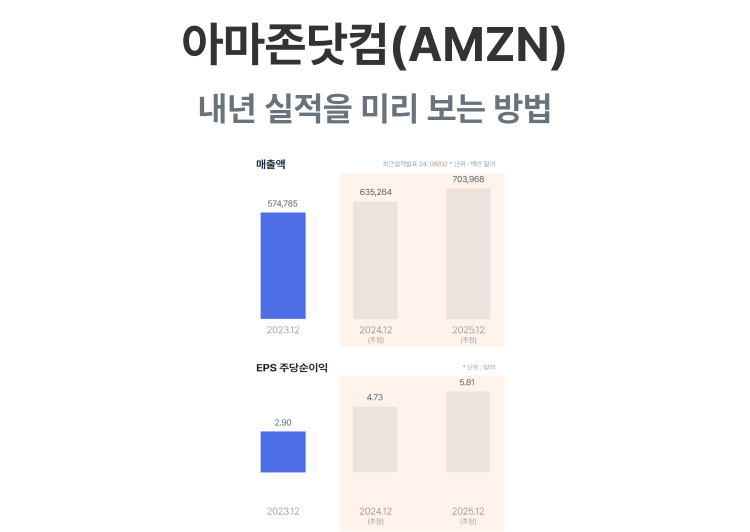 아마존닷컴(AMZN)
내년 실적을 미리 보는 방법
매출액 최근실적발표 24. 08/02 * 단위 : 백만 달러
574,785 635,264 703,968
2023.12 2024.12 2025.12
(추정) (추정)
EPS 주당순이익 * 단위 : 달러
2.90 4.73 5.81
2023.12 2024.12 2025.12
(추정) (추정)